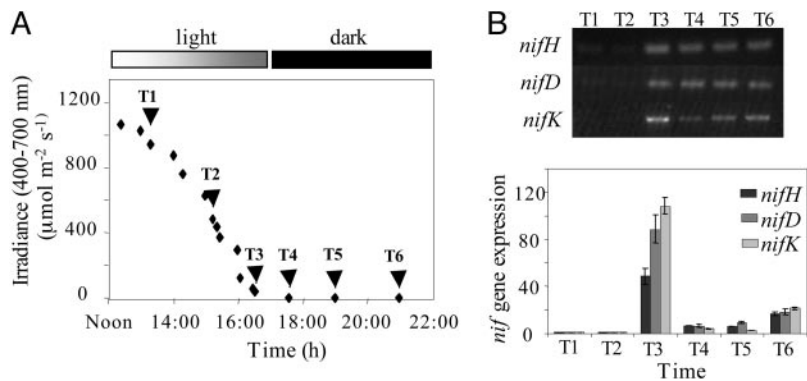 A
light
dark
Irradiance (400-700 nm)
(μmol m⁻² s⁻¹)
1200
800
400
0
T1
T2
T3
T4
T5
T6
Noon 14:00 16:00 18:00 20:00 22:00
Time (h)
B
T1 T2 T3 T4 T5 T6
nifH
nifD
nifK
nif gene expression
120
80
40
0
nifH
nifD
nifK
T1 T2 T3 T4 T5 T6
Time